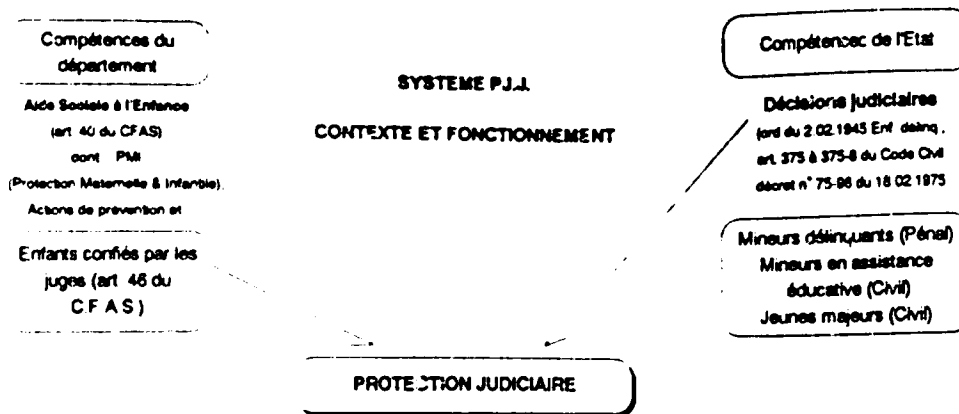 Compétences du
département
Aide Sociale à l'Enfance
(art. 40 du CFAS)
dont PMI
(Protection Maternelle & Infantile),
Actions de prévention et
Enfants confiés par les
juges (art. 46 du
C.F.A.S)
SYSTEME P.J.J.
CONTEXTE ET FONCTIONNEMENT
Compétences de l'Etat
Décisions judiciaires
(ord du 2.02.1945 Enf. délinq.,
art. 375 à 375-8 du Code Civil
décret n° 75-96 du 18 02 1975
Mineurs délinquants (Pénal)
Mineurs en assistance
éducative (Civil)
Jeunes majeurs (Civil)
PROTECTION JUDICIAIRE